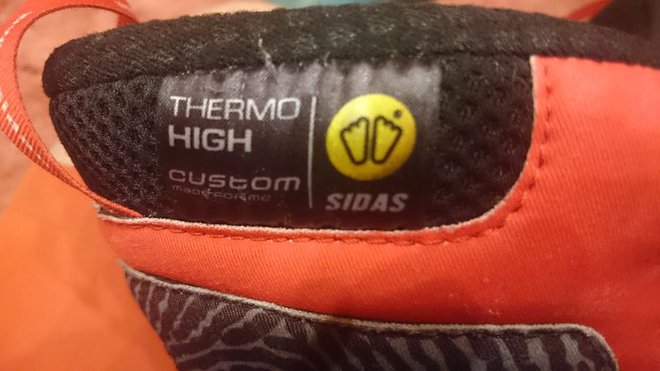 THERMO
HIGH
custom
made for me
SIDAS